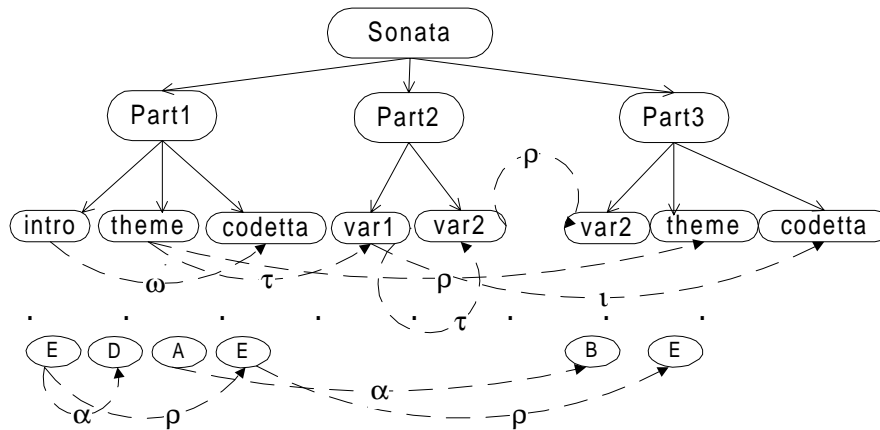 Sonata
Part1 Part2 Part3
ρ
intro theme codetta var1 var2 var2 theme codetta
ω τ ρ ι
τ
E D A E B E
α ρ α ρ